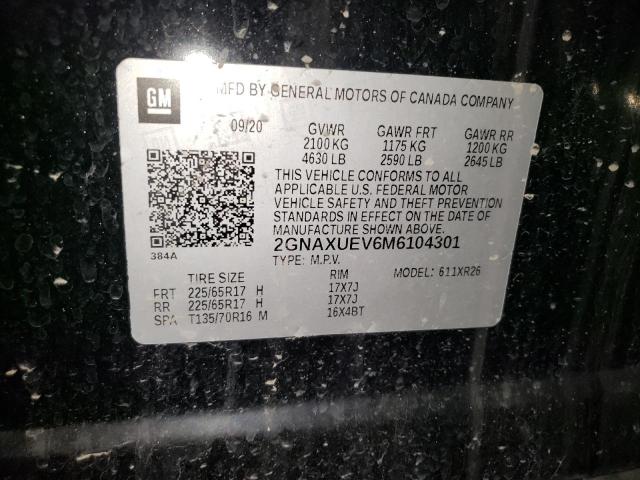 GM MFD BY GENERAL MOTORS OF CANADA COMPANY
09/20 GVWR GAWR FRT GAWR RR
2100 KG 1175 KG 1200 KG
4630 LB 2590 LB 2645 LB
THIS VEHICLE CONFORMS TO ALL
APPLICABLE U.S. FEDERAL MOTOR
VEHICLE SAFETY AND THEFT PREVENTION
STANDARDS IN EFFECT ON THE DATE OF
MANUFACTURE SHOWN ABOVE.
2GNAXUEV6M6104301
384A
TYPE: M.P.V. MODEL: 611XR26
TIRE SIZE RIM
FRT 225/65R17 H 17X7J
RR 225/65R17 H 17X7J
SPA T135/70R16 M 16X4BT